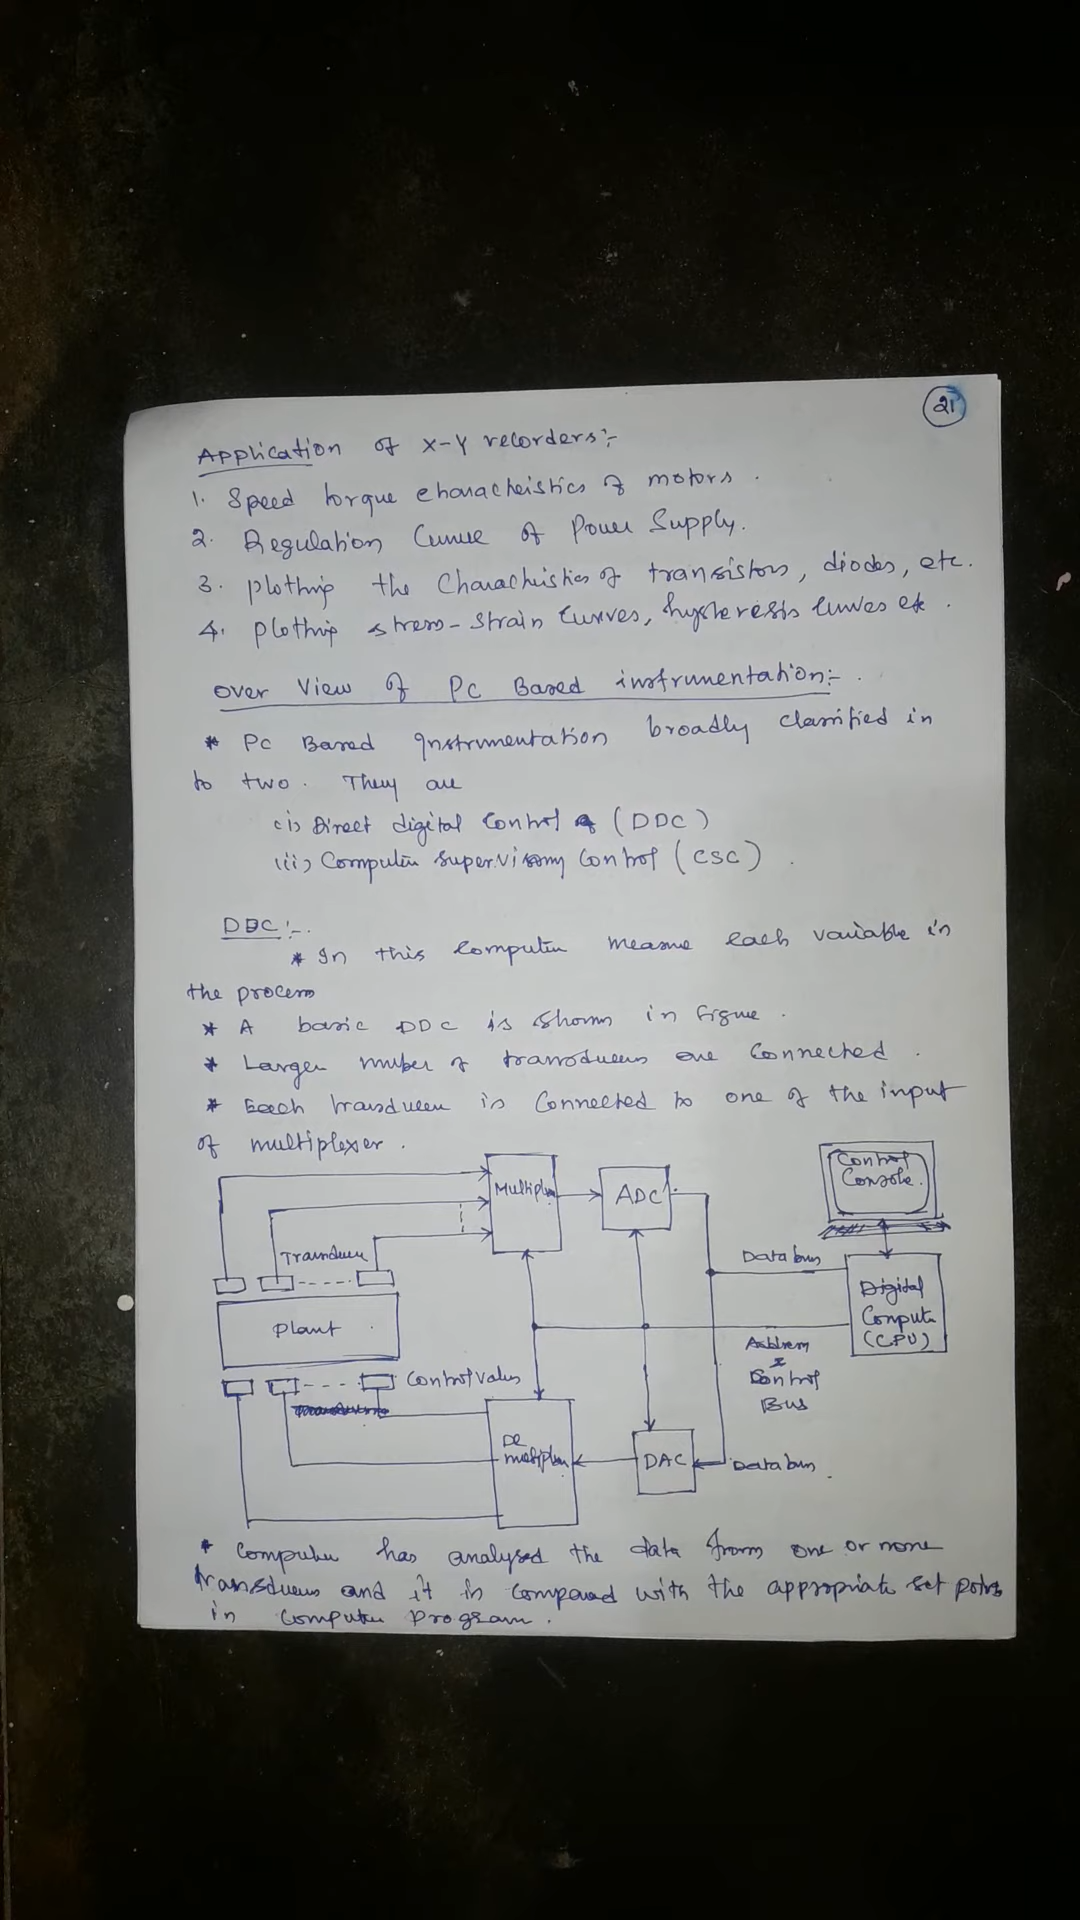 21
Application of X-Y recorders:-
1. Speed torque characteristics of motors.
2. Regulation Curve of Power Supply.
3. plotting the Characteristics of transistors, diodes, etc.
4. plotting stress-strain curves, hysteresis curves etc.
Over View of Pc Based instrumentation:-.
* Pc Based Instrumentation broadly classified in
to two. They are
(i) Direct digital Control (DDC)
(ii) Computer supervisory Control (CSC).
DDC:-.
* In this computer measure each variable in
the process
* A basic DDC is shown in figure.
* Larger number of transducers are Connected.
* Each transducer is Connected to one of the input
of multiplexer.
Control
Console.
Multiplexer
ADC
Transducer
Data bus
Digital
Computer
(CPU)
Plant
Address
&
Control
Bus
Control valves
De
multiplexer
DAC
Data bus
* Computer has analysed the data from one or more
transducers and it is compared with the appropriate set points
in computer program.